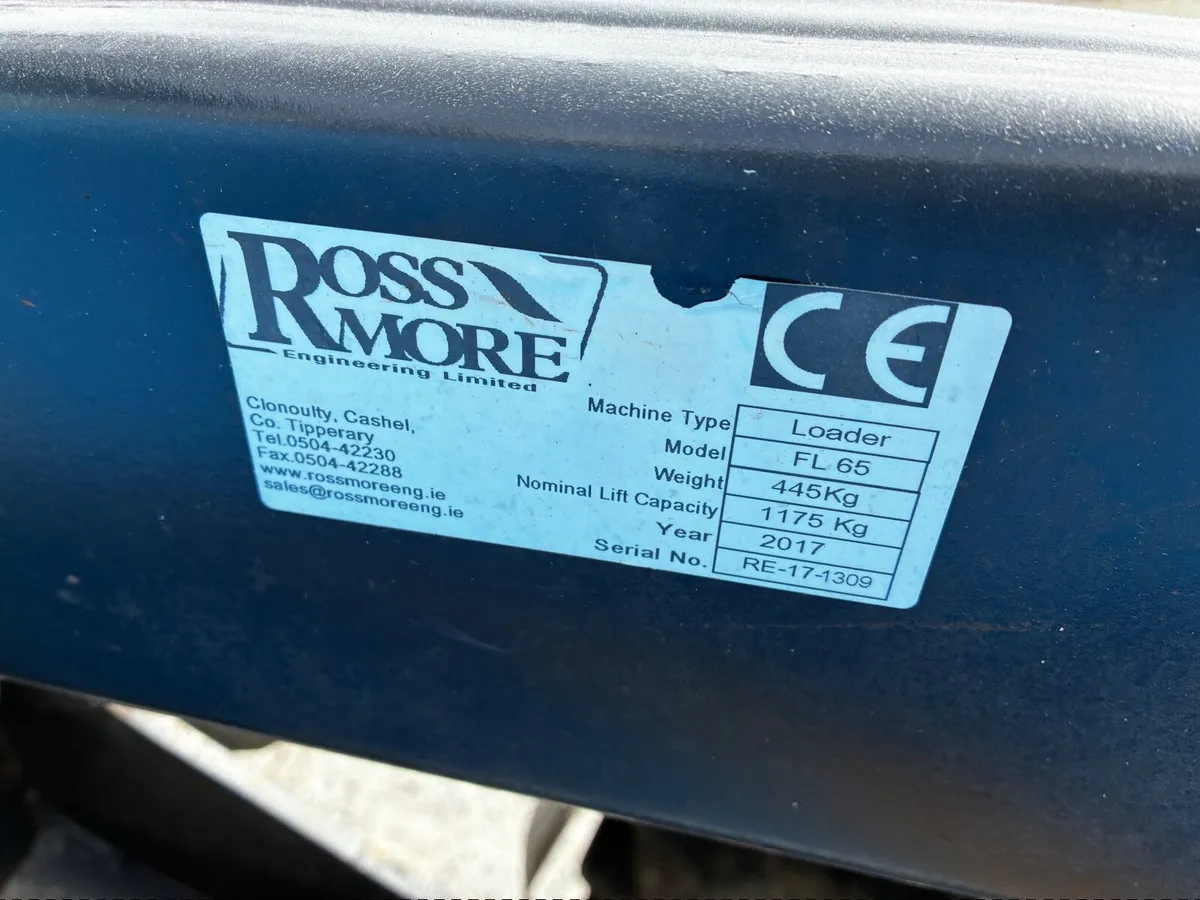 ROSS
MORE
Engineering Limited
CE
Clonoulty, Cashel,
Co. Tipperary
Tel.0504-42230
Fax.0504-42288
www.rossmoreeng.ie
sales@rossmoreeng.ie
Machine Type Loader
Model FL 65
Weight 445Kg
Nominal Lift Capacity 1175 Kg
Year 2017
Serial No. RE-17-1309